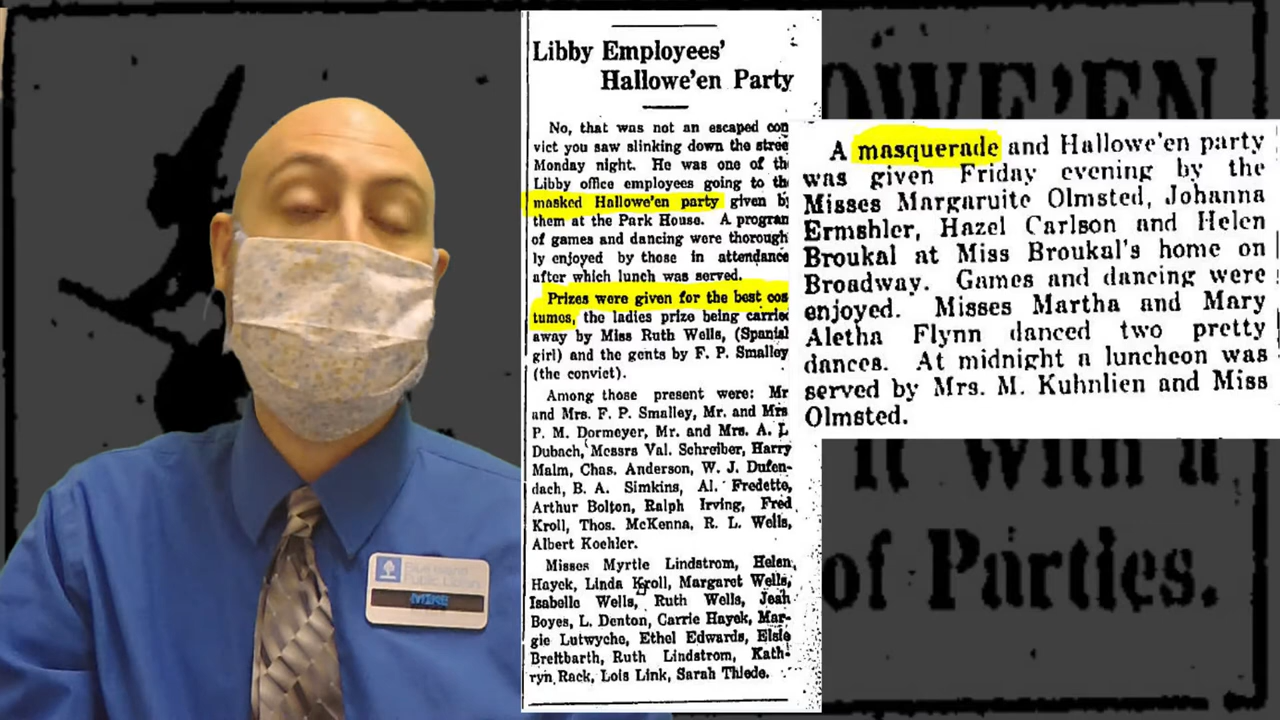 Libby Employees'
Hallowe'en Party
No, that was not an escaped con
vict you saw slinking down the stree
Monday night. He was one of th
Libby office employees going to the
masked Hallowe'en party given b
them at the Park House. A program
of games and dancing were thorough
ly enjoyed by those in attendance
after which lunch was served.
Prizes were given for the best cos
tumes, the ladies prize being carried
away by Miss Ruth Wells, (Spanish
girl) and the gents by F. P. Smalley
(the convict).
Among those present were: Mr
and Mrs. F. P. Smalley, Mr. and Mrs
P. M. Dormeyer, Mr. and Mrs. A. L
Dubach, Messrs Val. Schreiber, Harry
Malm, Chas. Anderson, W. J. Dufen-
dach, B. A. Simkins, Al. Fredette,
Arthur Bolton, Ralph Irving, Fred
Kroll, Thos. McKenna, R. L. Wells,
Albert Koehler.
Misses Myrtle Lindstrom, Helen
Hayek, Linda Kroll, Margaret Wells,
Isabelle Wells, Ruth Wells, Jeah
Boyes, L. Denton, Carrie Hayek, Mar-
gie Lutwyche, Ethel Edwards, Elsie
Breitbarth, Ruth Lindstrom, Kath-
ryn Rack, Lois Link, Sarah Thiede.
A masquerade and Hallowe'en party
was given Friday evening by the
Misses Margaruite Olmsted, Johanna
Ermshler, Hazel Carlson and Helen
Broukal at Miss Broukal's home on
Broadway. Games and dancing were
enjoyed. Misses Martha and Mary
Aletha Flynn danced two pretty
dances. At midnight a luncheon was
served by Mrs. M. Kuhnlien and Miss
Olmsted.
OWE'EN
it With a
of Parties.
Blue Island
Public Library
MIKE